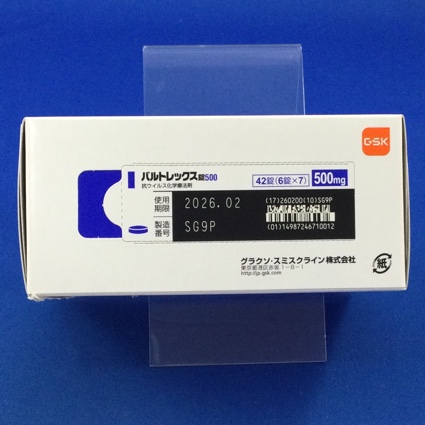 GSK
バルトレックス錠500
抗ウイルス化学療法剤
42錠(6錠×7) 500mg
使用期限 2026.02
(17)260200(10)SG9P
製造番号 SG9P
(01)14987246710012
グラクソ・スミスクライン株式会社
東京都港区赤坂 1-8-1
http://jp.gsk.com
紙